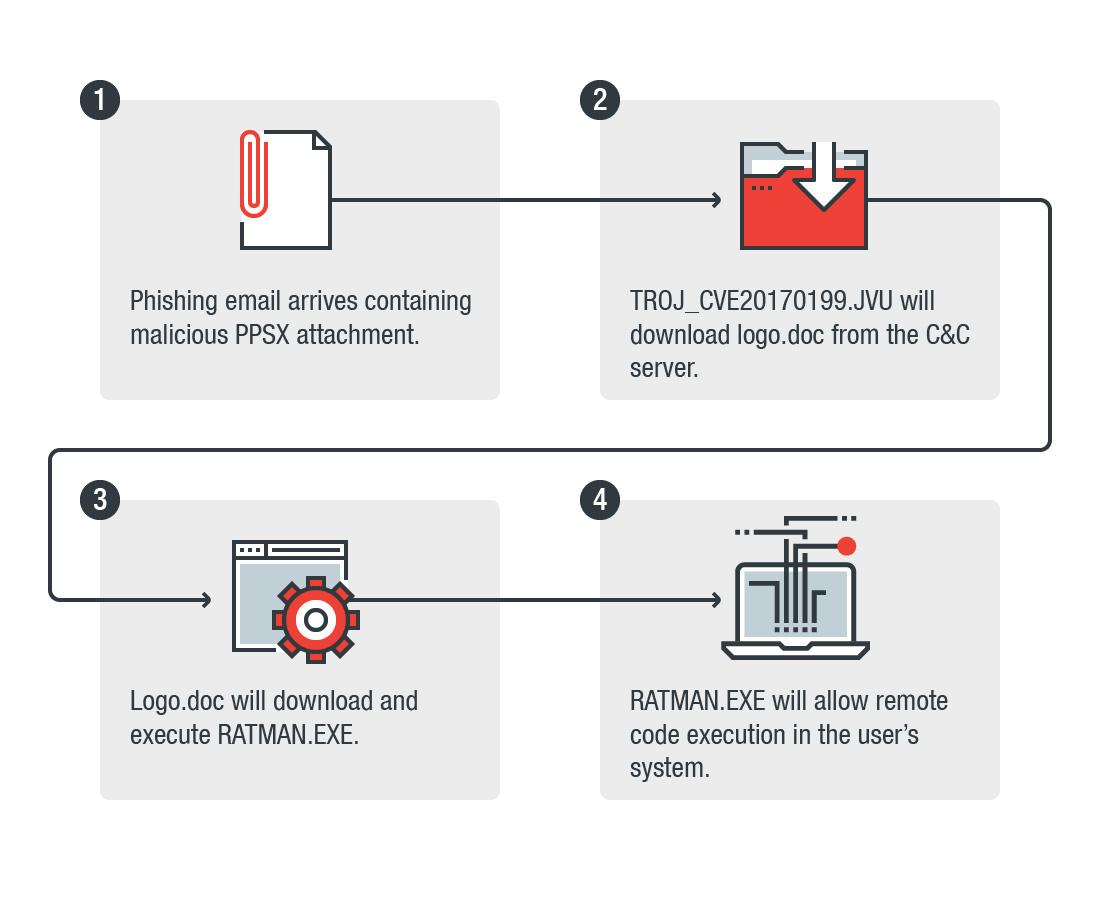 1
Phishing email arrives containing
malicious PPSX attachment.
2
TROJ_CVE20170199.JVU will
download logo.doc from the C&C
server.
3
Logo.doc will download and
execute RATMAN.EXE.
4
RATMAN.EXE will allow remote
code execution in the user’s
system.